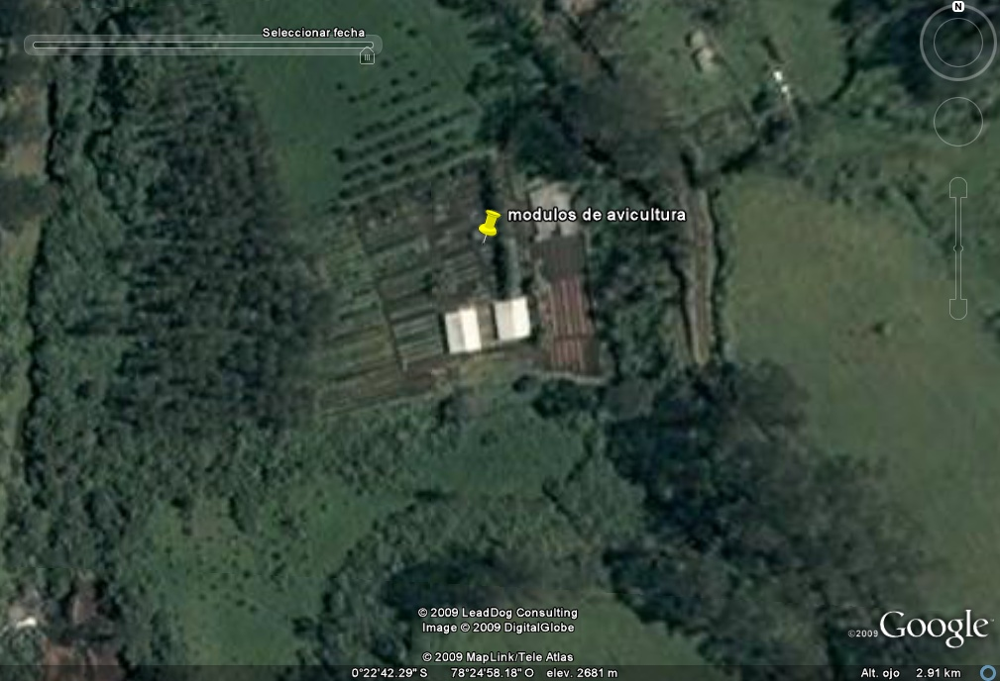 N
Seleccionar fecha
modulos de avicultura
© 2009 LeadDog Consulting
Image © 2009 DigitalGlobe
©2009 Google™
© 2009 MapLink/Tele Atlas
0°22'42.29" S 78°24'58.18" O elev. 2681 m Alt. ojo 2.91 km